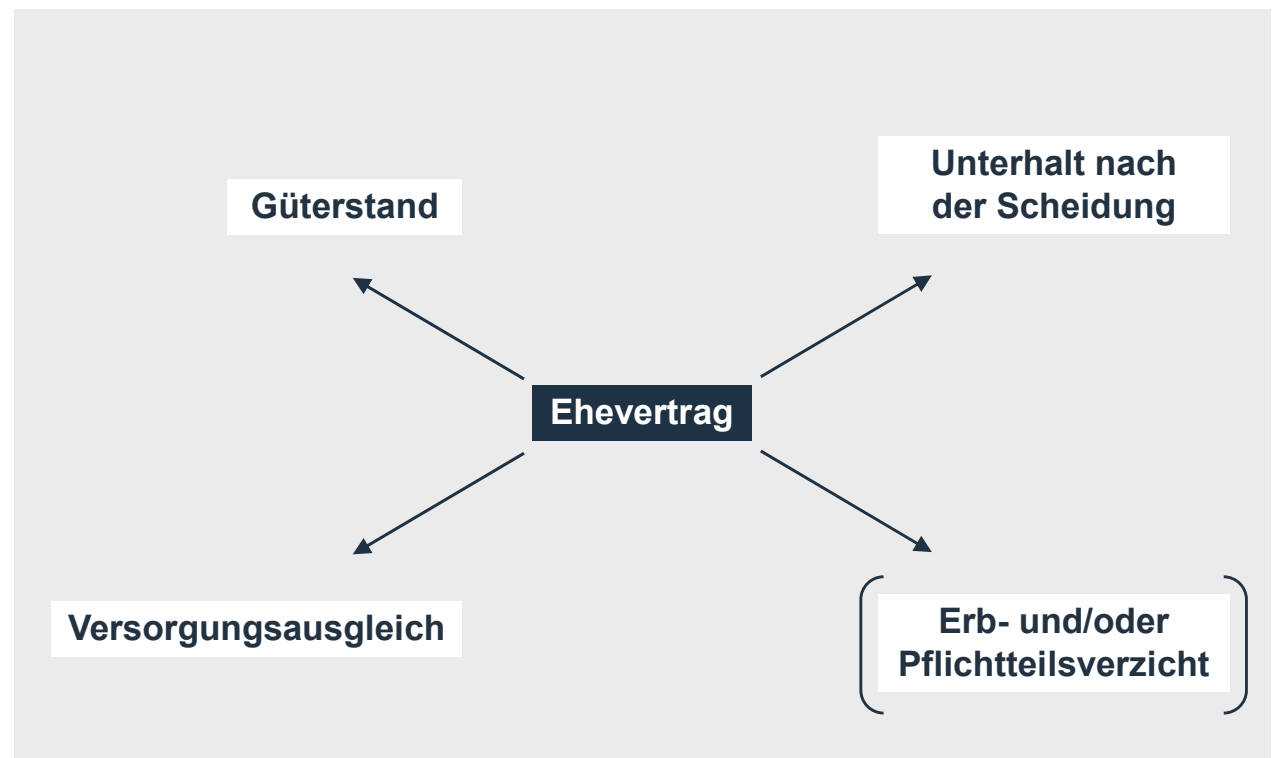 Güterstand
Unterhalt nach
der Scheidung
Ehevertrag
Versorgungsausgleich
Erb- und/oder
Pflichtteilsverzicht